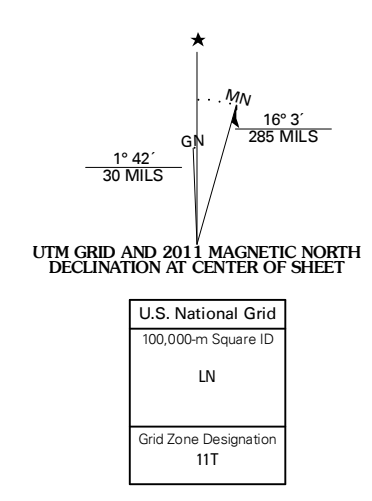 MN
16° 3´
285 MILS
GN
1° 42´
30 MILS
UTM GRID AND 2011 MAGNETIC NORTH
DECLINATION AT CENTER OF SHEET
U.S. National Grid
100,000-m Square ID
LN
Grid Zone Designation
11T